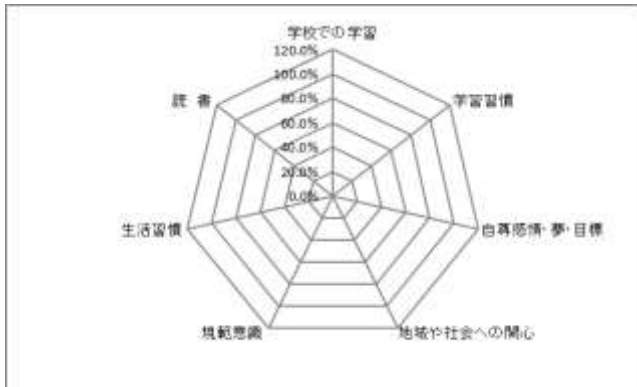 学校での学習
120.0%
100.0%
80.0%
60.0%
40.0%
20.0%
0.0%
学習習慣
自尊感情・夢・目標
地域や社会への関心
規範意識
生活習慣
読 書